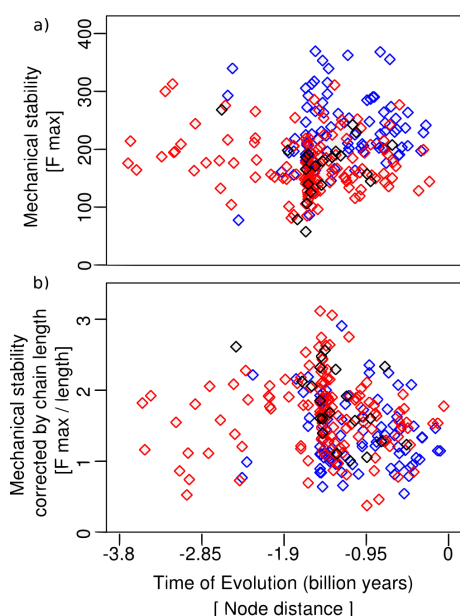 a)
400
300
200
100
0
Mechanical stability
[F max]
b)
3
2
1
0
Mechanical stability
corrected by chain length
[F max / length]
-3.8 -2.85 -1.9 -0.95 0
Time of Evolution (billion years)
[ Node distance ]